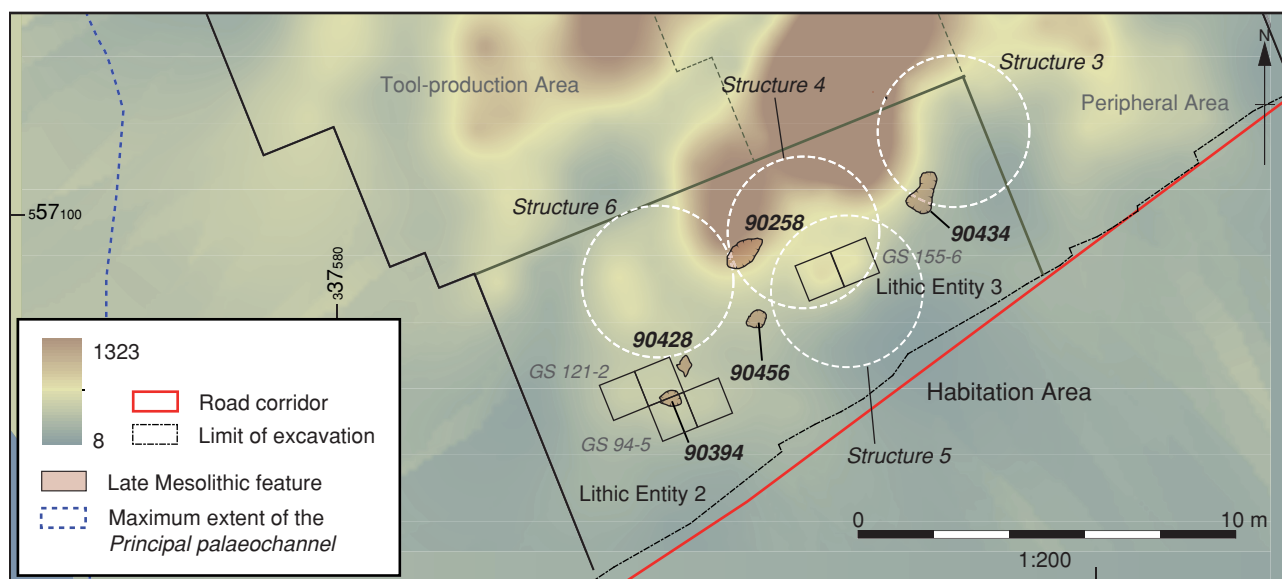 N
Structure 3
Tool-production Area
Structure 4
Peripheral Area
557100
Structure 6
90258
90434
GS 155-6
337580
Lithic Entity 3
90428
GS 121-2
90456
Habitation Area
GS 94-5
90394
Structure 5
Lithic Entity 2
1323
8
Road corridor
Limit of excavation
Late Mesolithic feature
Maximum extent of the
Principal palaeochannel
0 10 m
1:200